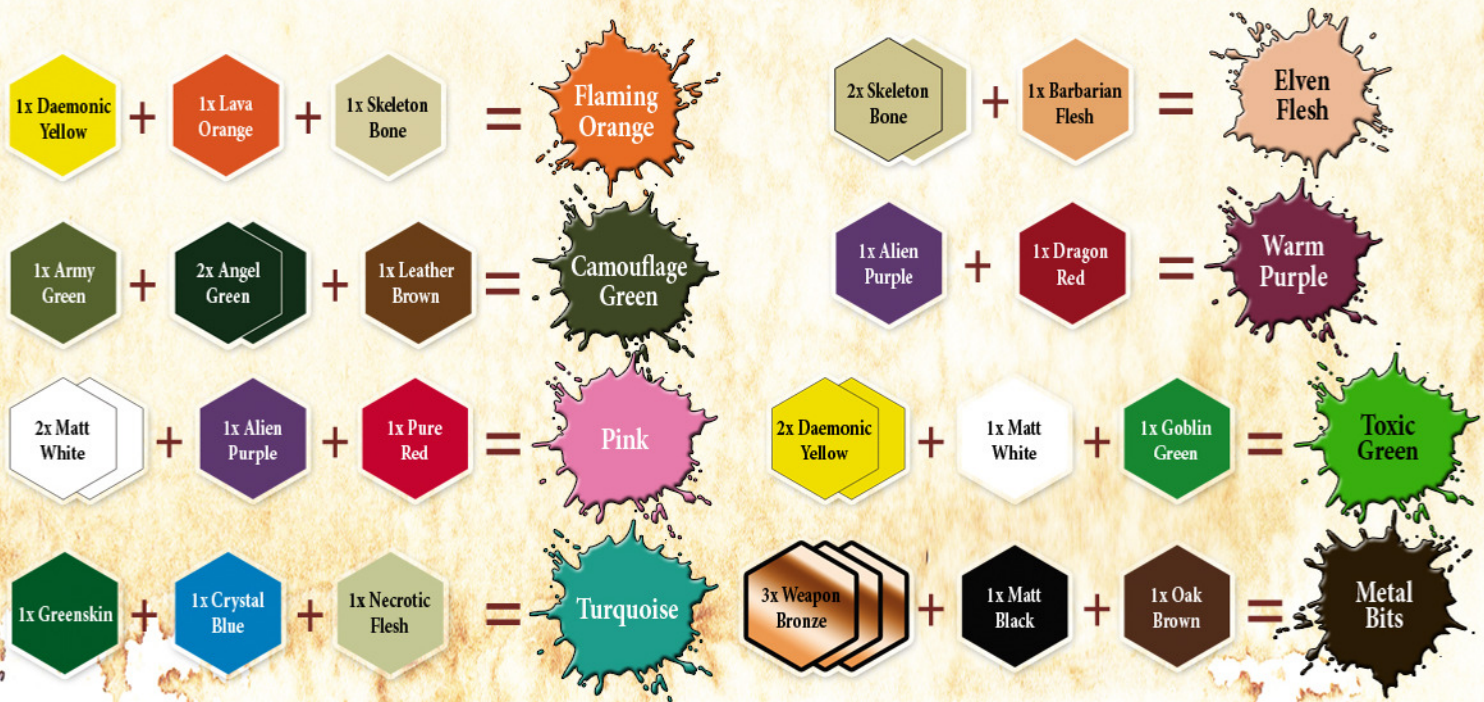 1x Daemonic
Yellow
+
1x Lava
Orange
+
1x Skeleton
Bone
=
Flaming
Orange
2x Skeleton
Bone
+
1x Barbarian
Flesh
=
Elven
Flesh
1x Army
Green
+
2x Angel
Green
+
1x Leather
Brown
=
Camouflage
Green
1x Alien
Purple
+
1x Dragon
Red
=
Warm
Purple
2x Matt
White
+
1x Alien
Purple
+
1x Pure
Red
=
Pink
2x Daemonic
Yellow
+
1x Matt
White
+
1x Goblin
Green
=
Toxic
Green
1x Greenskin
+
1x Crystal
Blue
+
1x Necrotic
Flesh
=
Turquoise
3x Weapon
Bronze
+
1x Matt
Black
+
1x Oak
Brown
=
Metal
Bits